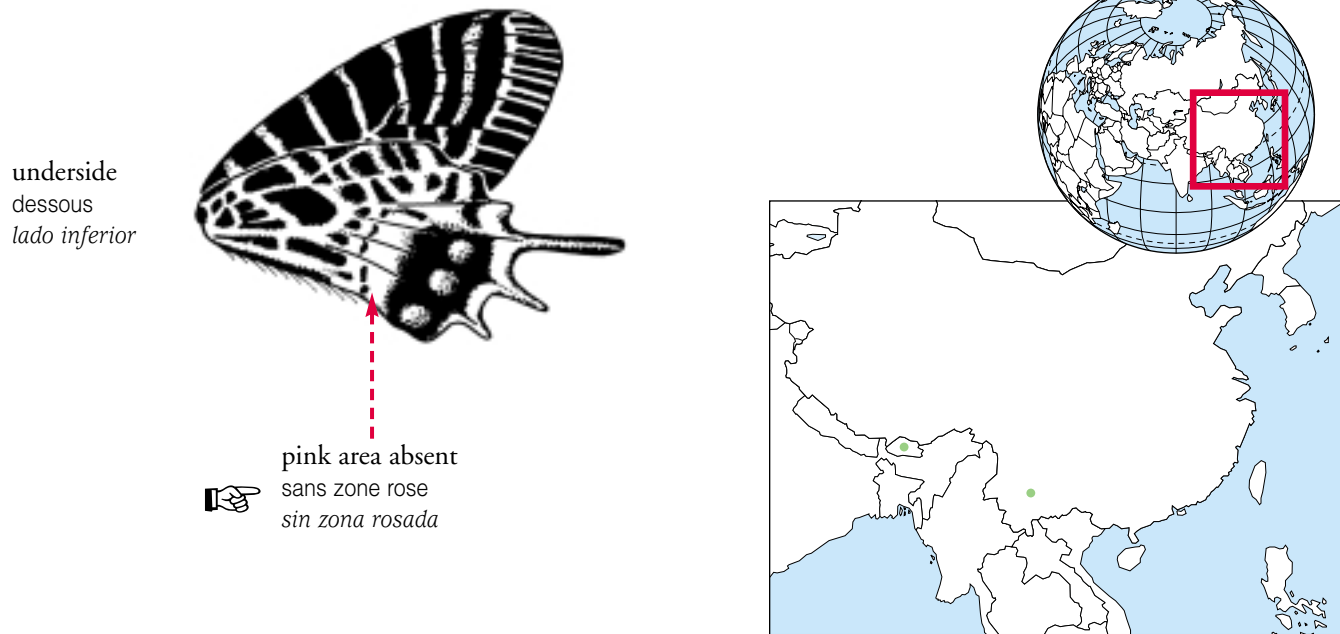 underside
dessous
lado inferior
pink area absent
sans zone rose
sin zona rosada